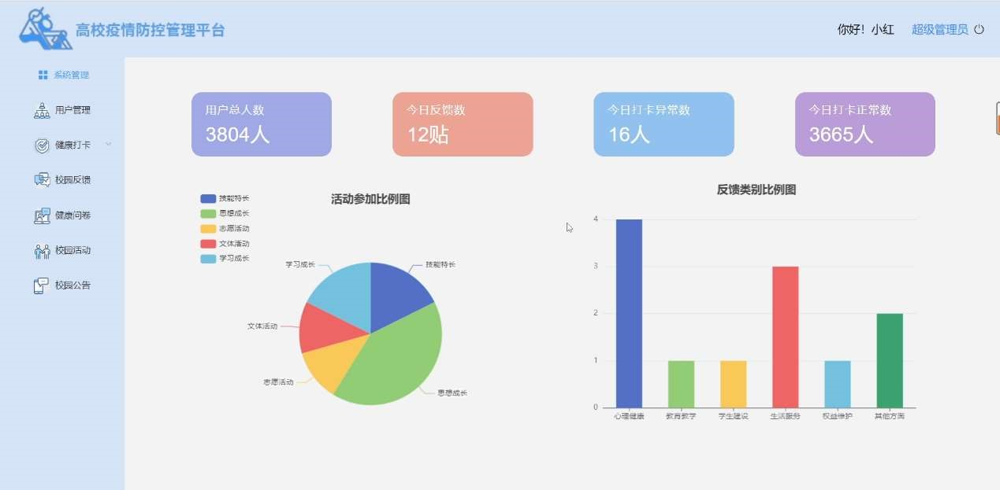 高校疫情防控管理平台
你好！小红 超级管理员
系统管理
用户管理
健康打卡
校园反馈
健康问卷
校园活动
校园公告
用户总人数
3804人
今日反馈数
12贴
今日打卡异常数
16人
今日打卡正常数
3665人
活动参加比例图
技能特长
思想成长
志愿活动
文体活动
学习成长
学习成长
技能特长
文体活动
志愿活动
思想成长
反馈类别比例图
4
3
2
1
0
心理健康 教育教学 学生建设 生活服务 权益维护 其他方面